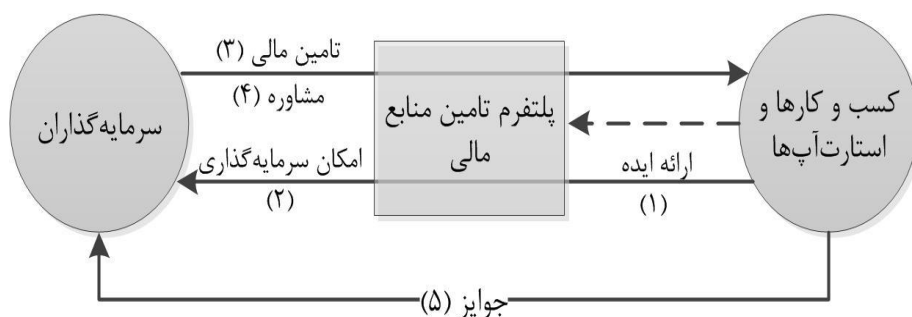 کسب و کارها و
استارت‌آپ‌ها
پلتفرم تامین منابع
مالی
سرمایه‌گذاران
تامین مالی (۳)
مشاوره (۴)
ارائه ایده
(۱)
امکان سرمایه‌گذاری
(۲)
جوایز (۵)